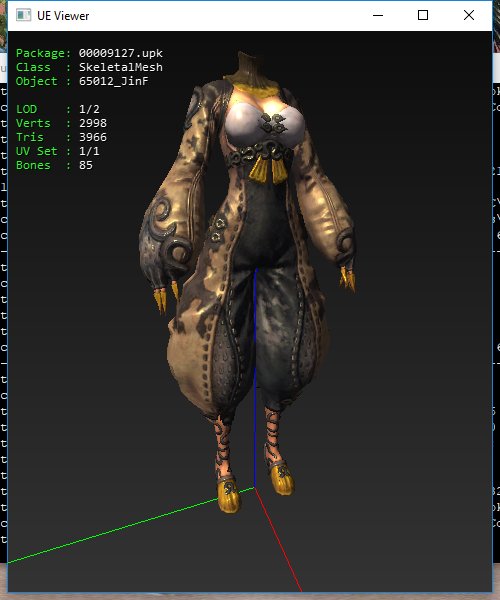 UE Viewer
Package: 00009127.upk
Class : SkeletalMesh
Object : 65012_JinF
LOD : 1/2
Verts : 2998
Tris : 3966
UV Set : 1/1
Bones : 85